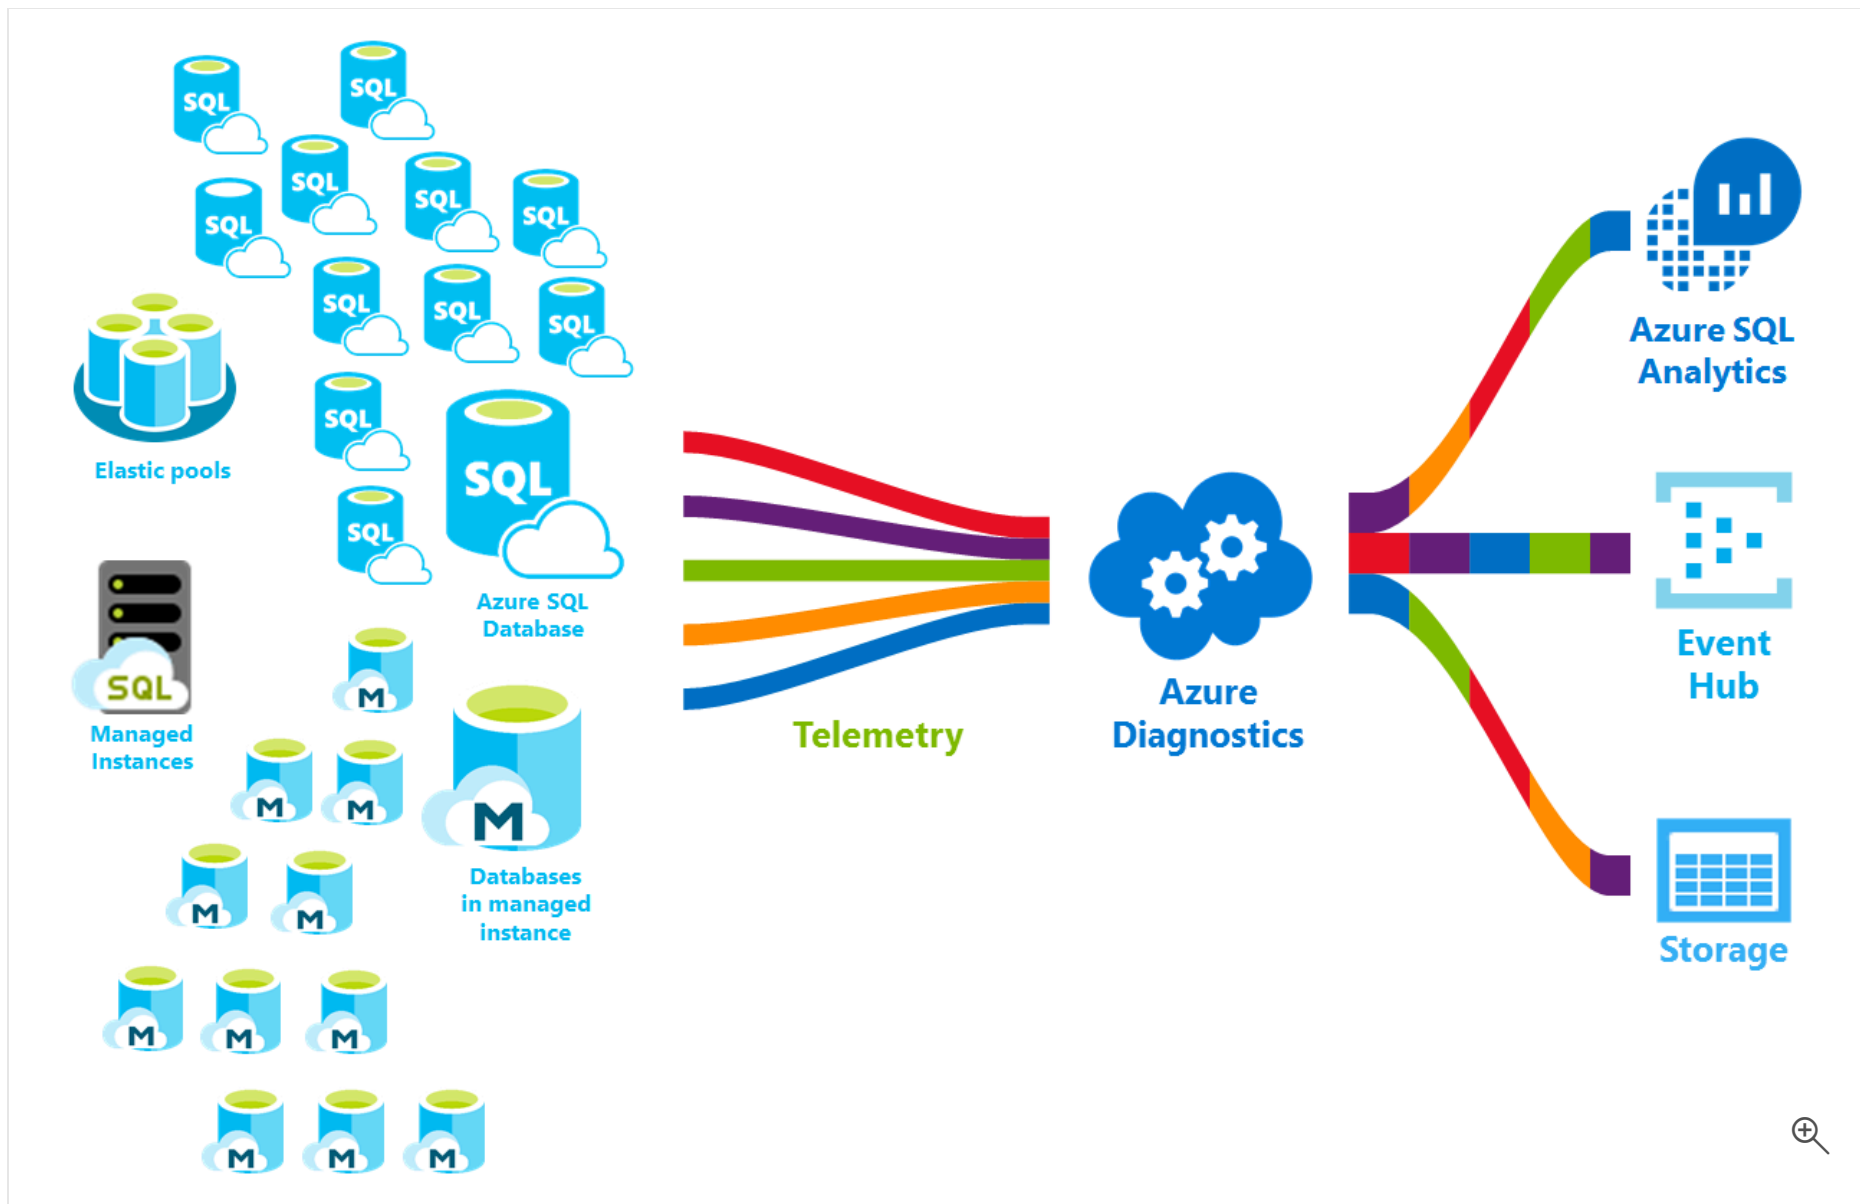 SQL
SQL
SQL
SQL
SQL
SQL
SQL
SQL
SQL
SQL
Elastic pools
SQL
SQL
SQL
Azure SQL
Database
SQL
Managed
Instances
M
M
M
M
Databases
in managed
instance
M
M
M
M
M
M
M
M
Telemetry
Azure
Diagnostics
Azure SQL
Analytics
Event
Hub
Storage